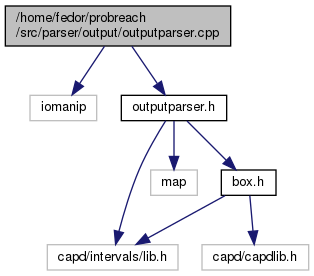 /home/fedor/probreach
/src/parser/output/outputparser.cpp
iomanip
outputparser.h
map
box.h
capd/intervals/lib.h
capd/capdlib.h